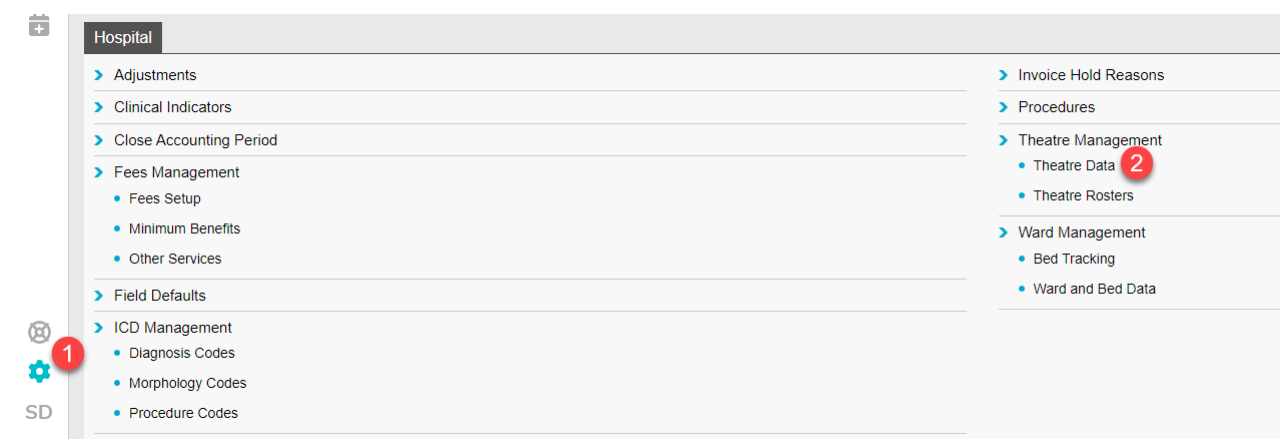 Hospital
Adjustments
Clinical Indicators
Close Accounting Period
Fees Management
Fees Setup
Minimum Benefits
Other Services
Field Defaults
ICD Management
Diagnosis Codes
Morphology Codes
Procedure Codes
Invoice Hold Reasons
Procedures
Theatre Management
Theatre Data 2
Theatre Rosters
Ward Management
Bed Tracking
Ward and Bed Data
1
SD